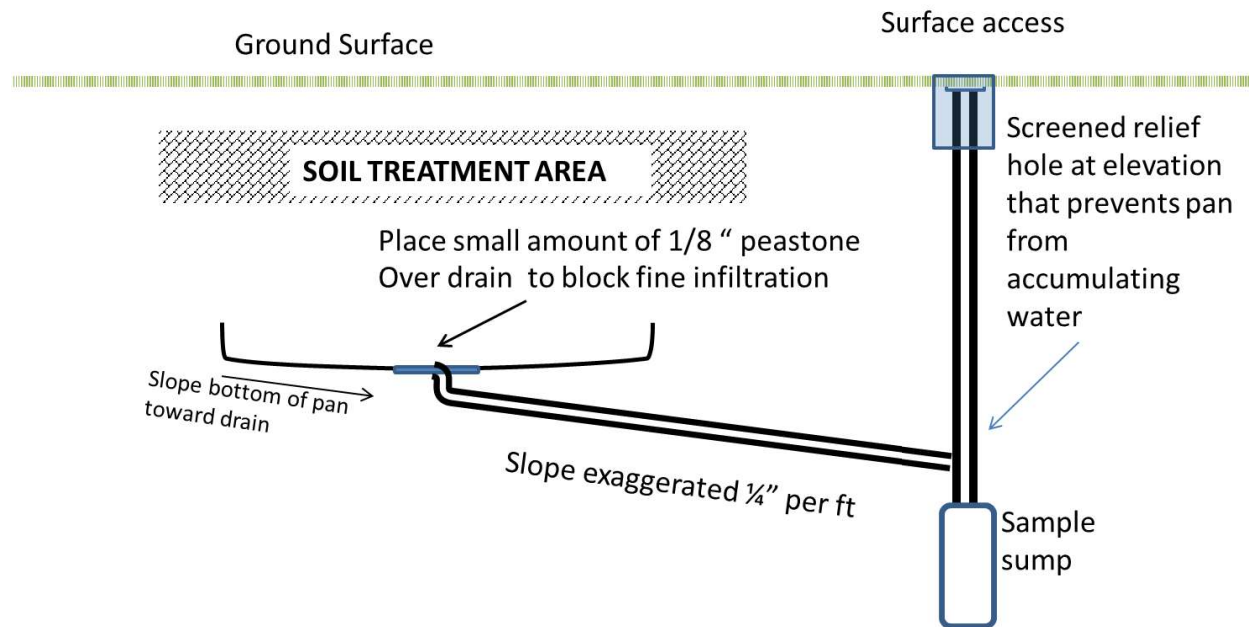 Surface access
Ground Surface
Screened relief
hole at elevation
that prevents pan
from
accumulating
water
SOIL TREATMENT AREA
Place small amount of 1/8 “ peastone
Over drain to block fine infiltration
Slope bottom of pan
toward drain
Slope exaggerated ¼” per ft
Sample
sump